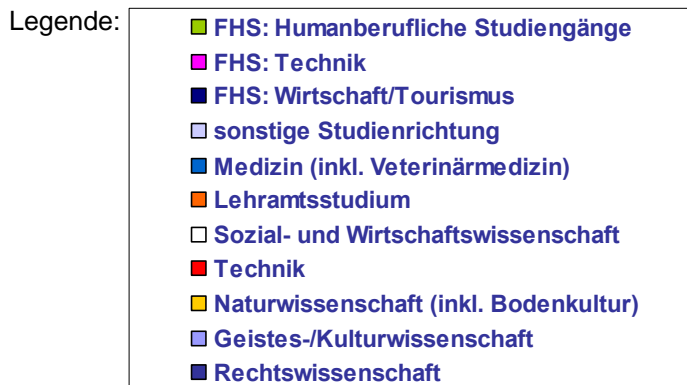 Legende:
FHS: Humanberufliche Studiengänge
FHS: Technik
FHS: Wirtschaft/Tourismus
sonstige Studienrichtung
Medizin (inkl. Veterinärmedizin)
Lehramtsstudium
Sozial- und Wirtschaftswissenschaft
Technik
Naturwissenschaft (inkl. Bodenkultur)
Geistes-/Kulturwissenschaft
Rechtswissenschaft